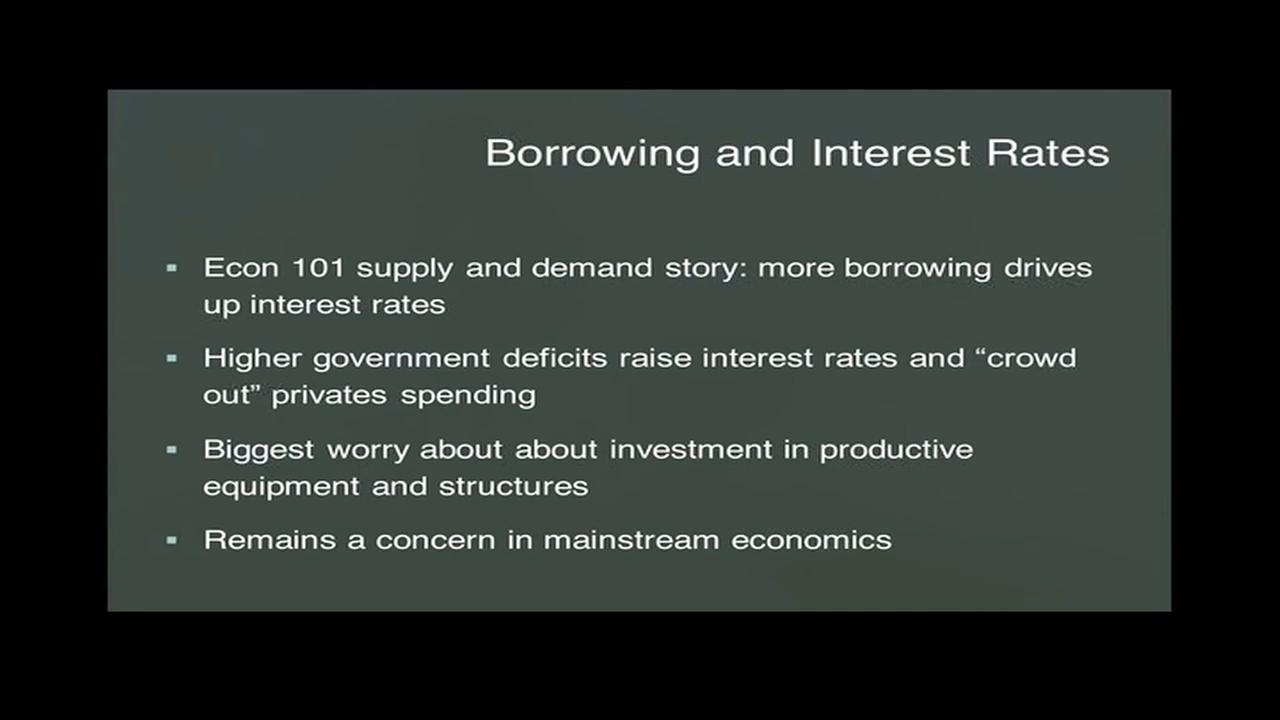 Borrowing and Interest Rates
▪ Econ 101 supply and demand story: more borrowing drives
up interest rates
▪ Higher government deficits raise interest rates and “crowd
out” privates spending
▪ Biggest worry about about investment in productive
equipment and structures
▪ Remains a concern in mainstream economics